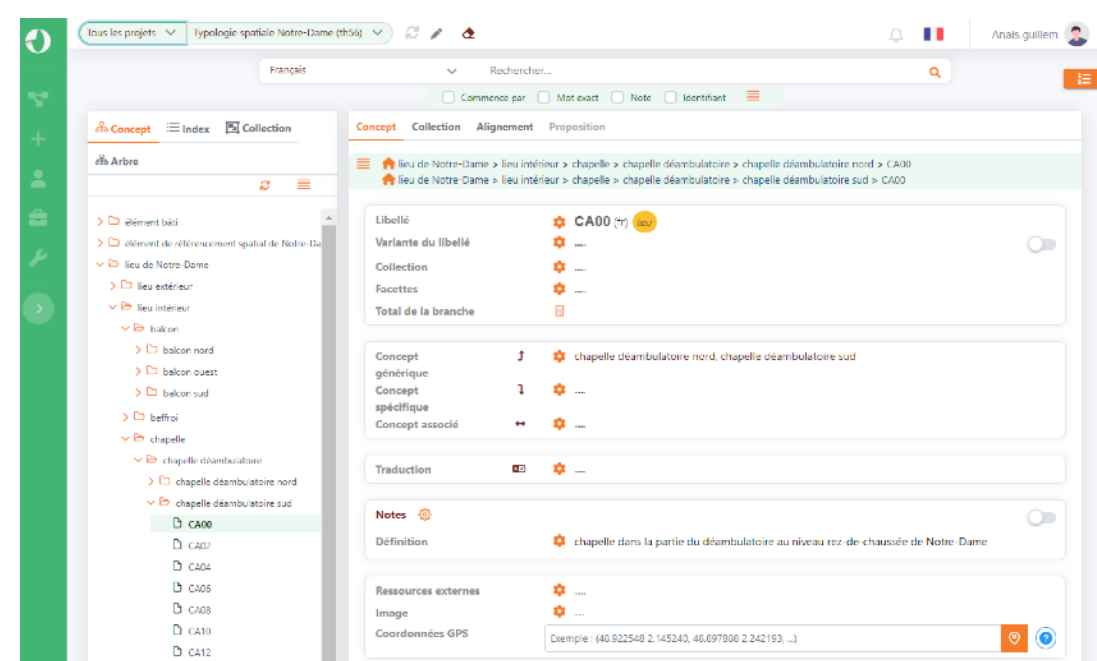 Tous les projets
Typologie spatiale Notre-Dame (th56)
Anais.guillem
Français
Rechercher...
Commence par
Mot exact
Note
Identifiant
Concept
Index
Collection
Arbre
élément bâti
élément de référencement spatial de Notre-Da
lieu de Notre-Dame
lieu extérieur
lieu intérieur
balcon
balcon nord
balcon ouest
balcon sud
beffroi
chapelle
chapelle déambulatoire
chapelle déambulatoire nord
chapelle déambulatoire sud
CA00
CA02
CA04
CA06
CA08
CA10
CA12
Concept Collection Alignement Proposition
lieu de Notre-Dame > lieu intérieur > chapelle > chapelle déambulatoire > chapelle déambulatoire nord > CA00
lieu de Notre-Dame > lieu intérieur > chapelle > chapelle déambulatoire > chapelle déambulatoire sud > CA00
Libellé CA00 (fr) lieu
Variante du libellé ....
Collection ....
Facettes ....
Total de la branche
Concept générique chapelle déambulatoire nord, chapelle déambulatoire sud
Concept spécifique ....
Concept associé ....
Traduction ....
Notes
Définition chapelle dans la partie du déambulatoire au niveau rez-de-chaussée de Notre-Dame
Ressources externes ....
Image ....
Coordonnées GPS Exemple : (48.922548 2.145240, 48.897888 2.242193, ...)